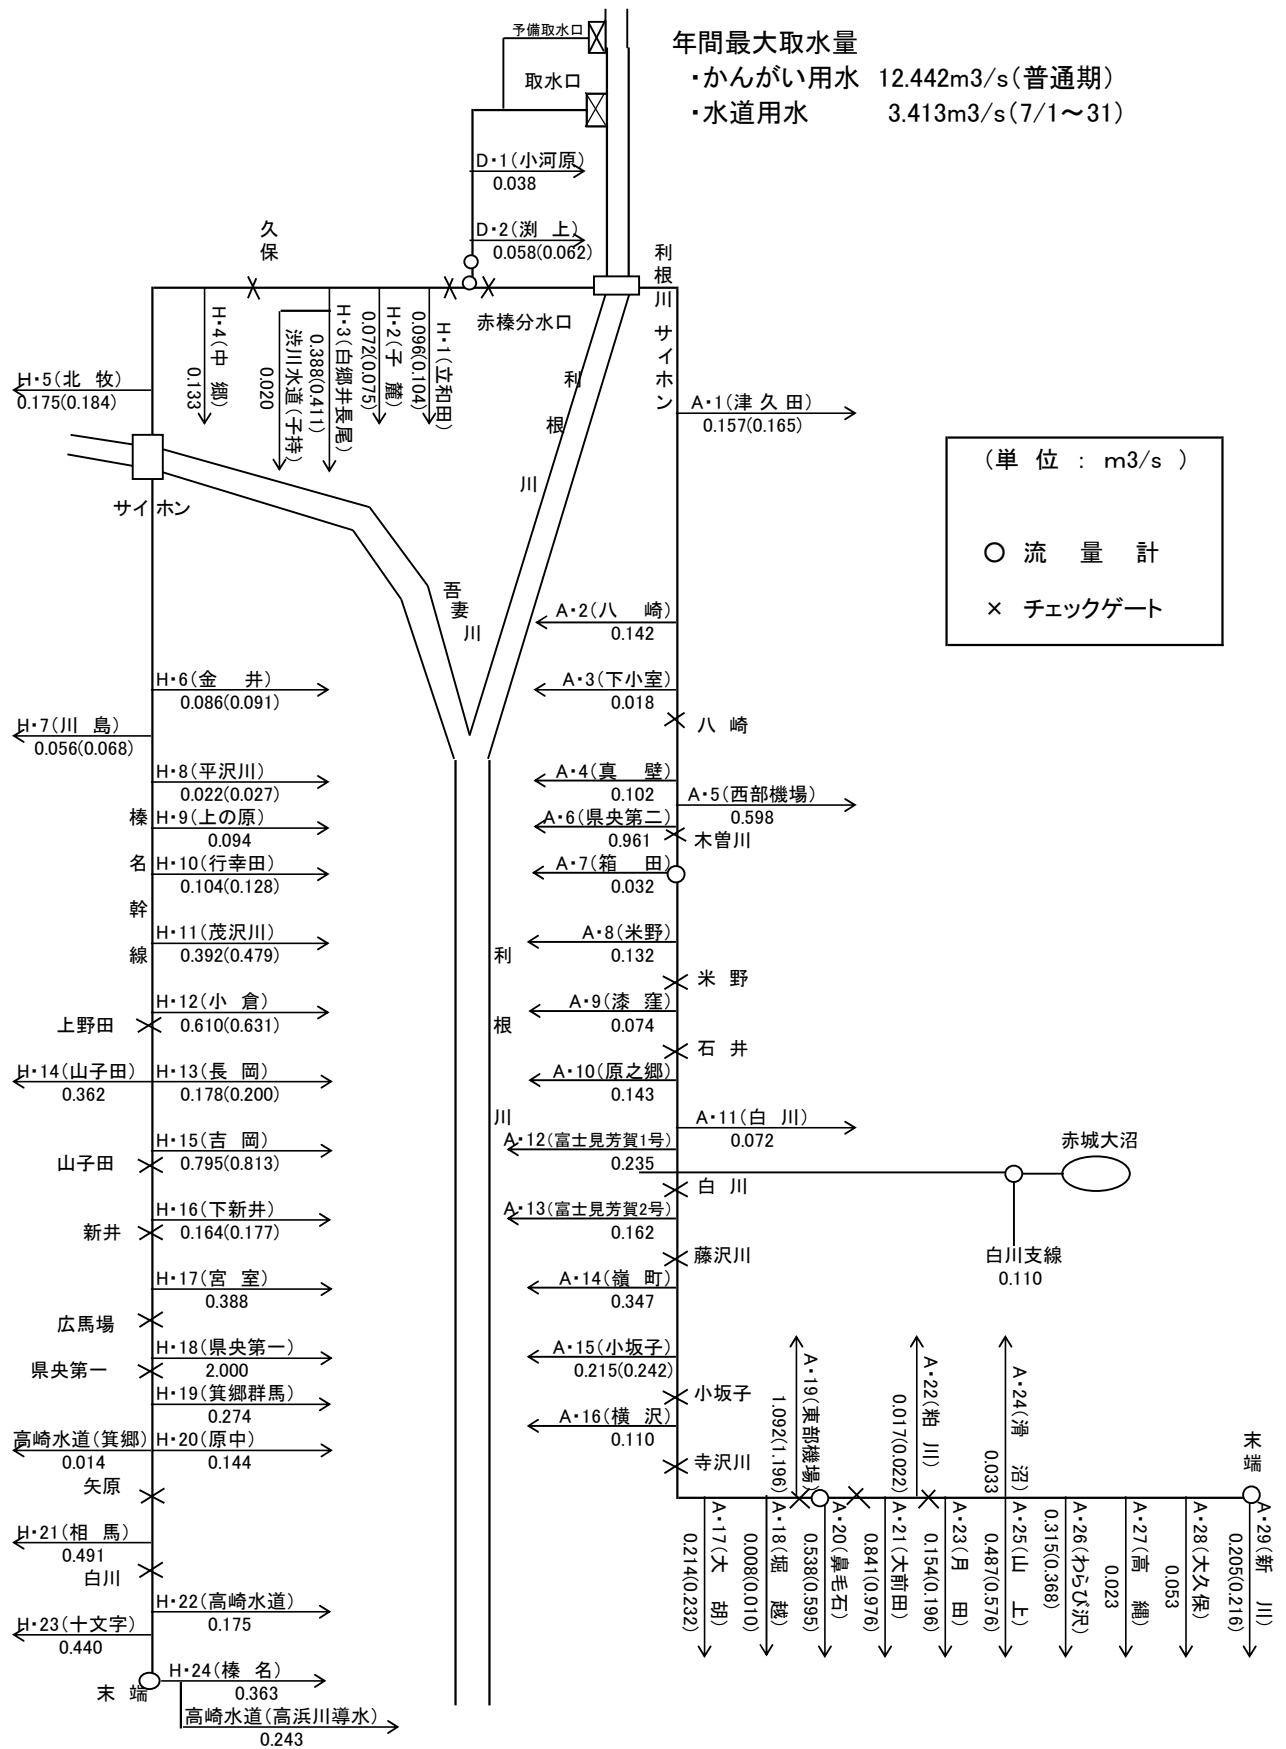 予備取水口
年間最大取水量
・かんがい用水 12.442m3/s(普通期)
・水道用水 3.413m3/s(7/1～31)
取水口
D・1(小河原)
0.038
D・2(渕 上)
0.058(0.062)
久保
利根川サイホン
赤榛分水口
H・4(中 郷)
0.133
渋川水道(子持)
0.020
H・3(白郷井長尾)
0.388(0.411)
H・2(子 麓)
0.072(0.075)
H・1(立和田)
0.096(0.104)
H・5(北 牧)
0.175(0.184)
サイホン
利根川
吾妻川
A・1(津久田)
0.157(0.165)
(単 位 : m3/s )
○ 流 量 計
× チェックゲート
A・2(八 崎)
0.142
A・3(下小室)
0.018
八 崎
A・4(真 壁)
0.102
A・5(西部機場)
0.598
A・6(県央第二)
0.961
木曽川
A・7(箱 田)
0.032
A・8(米野)
0.132
米 野
A・9(漆 窪)
0.074
石 井
A・10(原之郷)
0.143
A・11(白 川)
0.072
A・12(富士見芳賀1号)
0.235
赤城大沼
白 川
A・13(富士見芳賀2号)
0.162
白川支線
0.110
藤沢川
A・14(嶺 町)
0.347
A・15(小坂子)
0.215(0.242)
小坂子
A・16(横 沢)
0.110
寺沢川
H・6(金 井)
0.086(0.091)
H・7(川 島)
0.056(0.068)
H・8(平沢川)
0.022(0.027)
榛名幹線
H・9(上の原)
0.094
H・10(行幸田)
0.104(0.128)
H・11(茂沢川)
0.392(0.479)
H・12(小 倉)
0.610(0.631)
上野田
H・14(山子田)
0.362
H・13(長 岡)
0.178(0.200)
H・15(吉 岡)
0.795(0.813)
山子田
H・16(下新井)
0.164(0.177)
新井
H・17(宮 室)
0.388
広馬場
H・18(県央第一)
2.000
県央第一
H・19(箕郷群馬)
0.274
高崎水道(箕郷)
0.014
H・20(原中)
0.144
矢原
H・21(相 馬)
0.491
白川
H・22(高崎水道)
0.175
H・23(十文字)
0.440
末 端
H・24(榛 名)
0.363
高崎水道(高浜川導水)
0.243
利根川
A・19(東部機場)
1.092(1.196)
A・22(粕 川)
0.017(0.022)
A・24(滑 沼)
0.033
末端
A・17(大 胡)
0.214(0.232)
A・18(堀 越)
0.008(0.010)
A・20(鼻毛石)
0.538(0.595)
A・21(大前田)
0.841(0.976)
A・23(月 田)
0.154(0.196)
A・25(山 上)
0.487(0.576)
A・26(わらび沢)
0.315(0.368)
A・27(高 縄)
0.023
A・28(大久保)
0.053
A・29(新 川)
0.205(0.216)